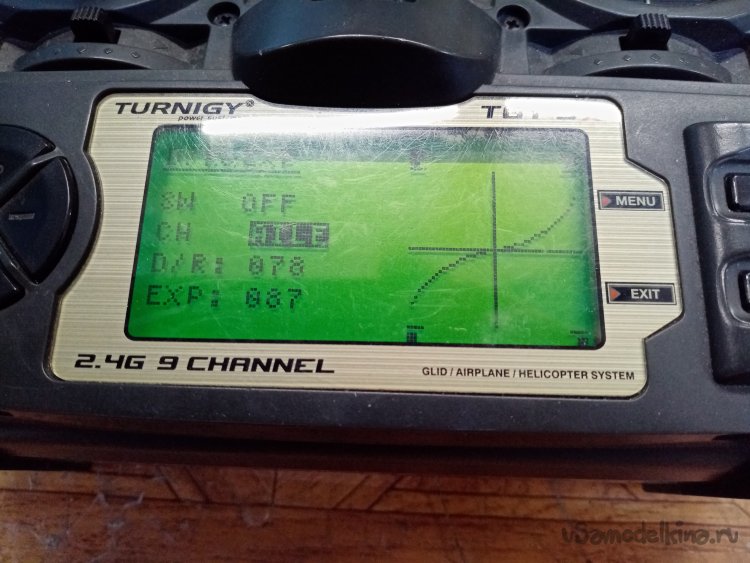 TURNIGY®
power systems
SW OFF
CH AILE
D/R: 078
EXP: 087
MENU
EXIT
2.4G 9 CHANNEL
GLID / AIRPLANE / HELICOPTER SYSTEM
vSamodelkino.ru